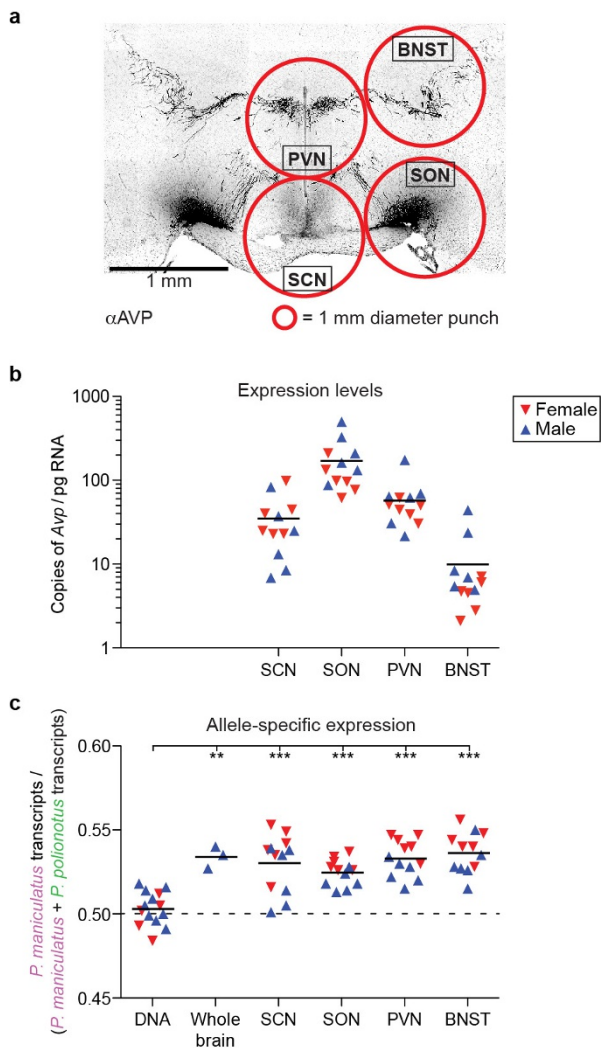 a
BNST
PVN
SON
SCN
1 mm
αAVP
= 1 mm diameter punch
b
Expression levels
Female
Male
Copies of Avp / pg RNA
1000
100
10
1
SCN SON PVN BNST
c
Allele-specific expression
P. maniculatus transcripts /
(P. maniculatus + P. polionotus transcripts)
0.60
** *** *** *** ***
0.55
0.50
0.45
DNA Whole brain SCN SON PVN BNST